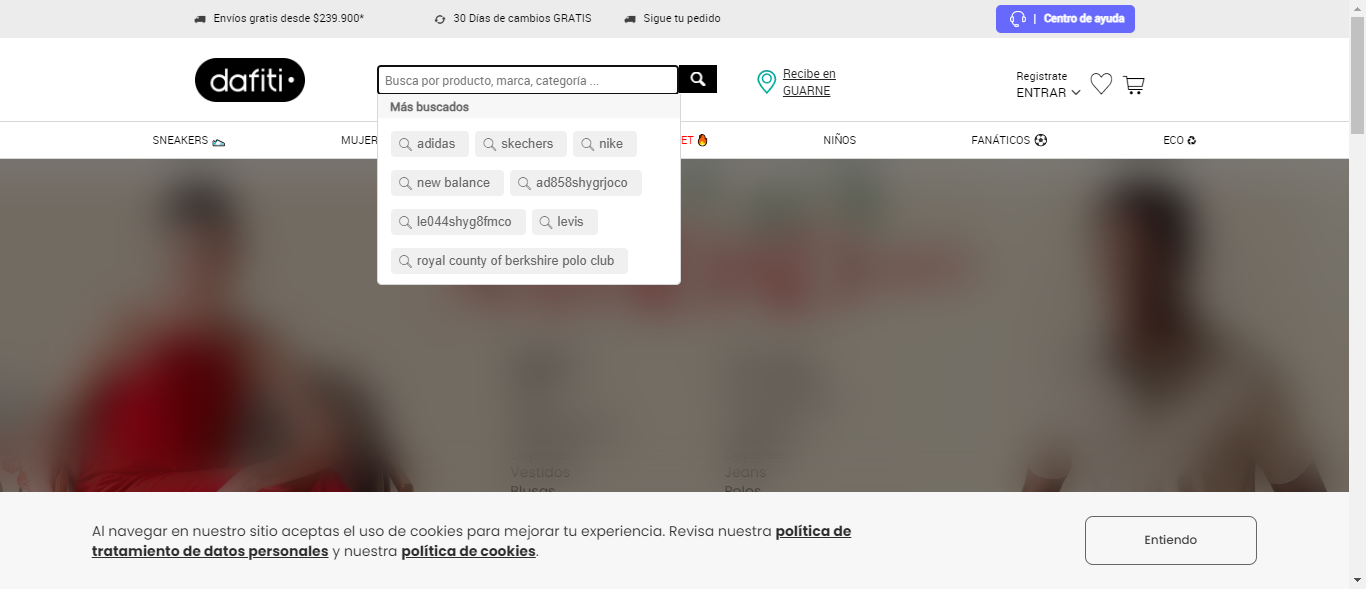 Envíos gratis desde $239.900*
30 Días de cambios GRATIS
Sigue tu pedido
| Centro de ayuda
dafiti
Busca por producto, marca, categoría ...
Recibe en
GUARNE
Registrate
ENTRAR
Más buscados
SNEAKERS
MUJER
ET
NIÑOS
FANÁTICOS
ECO
adidas
skechers
nike
new balance
ad858shygrjoco
le044shyg8fmco
levis
royal county of berkshire polo club
Vestidos
Jeans
Blusas
Polos
Al navegar en nuestro sitio aceptas el uso de cookies para mejorar tu experiencia. Revisa nuestra política de
tratamiento de datos personales y nuestra política de cookies.
Entiendo